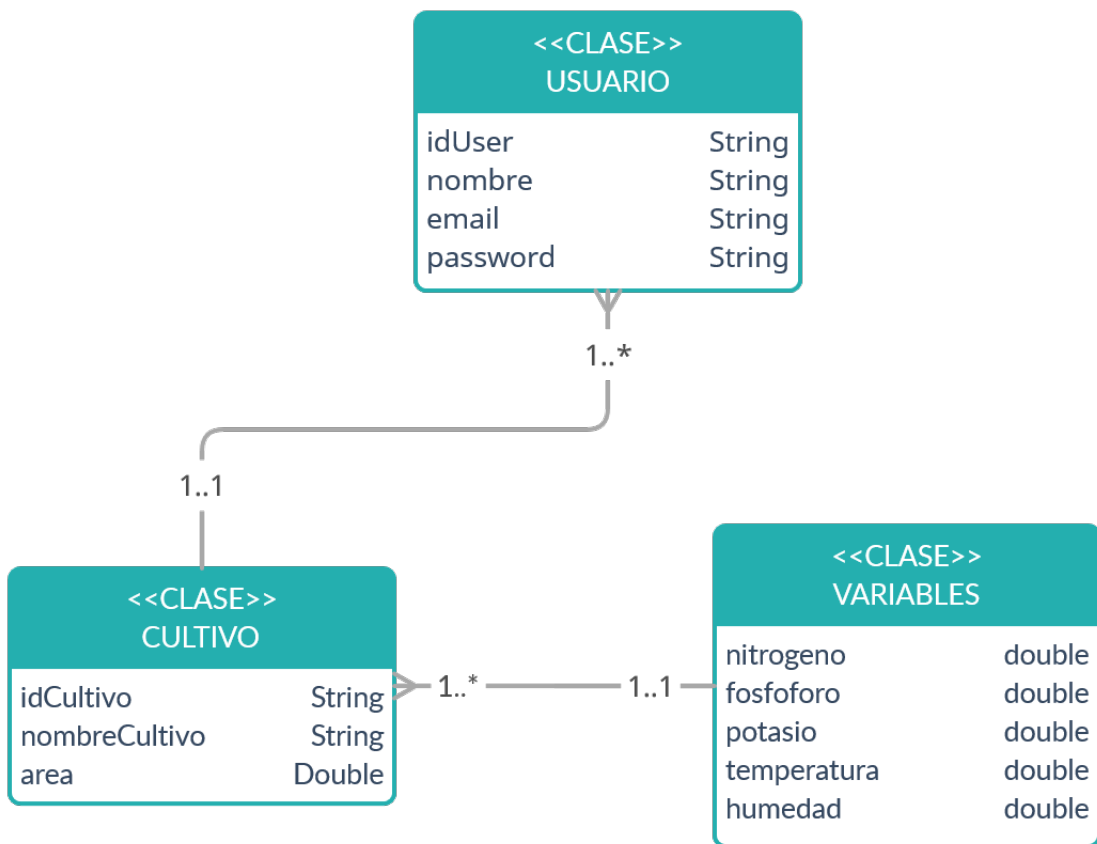 <<CLASE>>
USUARIO
idUser String
nombre String
email String
password String
1..*
1..1
<<CLASE>>
CULTIVO
idCultivo String
nombreCultivo String
area Double
1..*
1..1
<<CLASE>>
VARIABLES
nitrogeno double
fosfoforo double
potasio double
temperatura double
humedad double